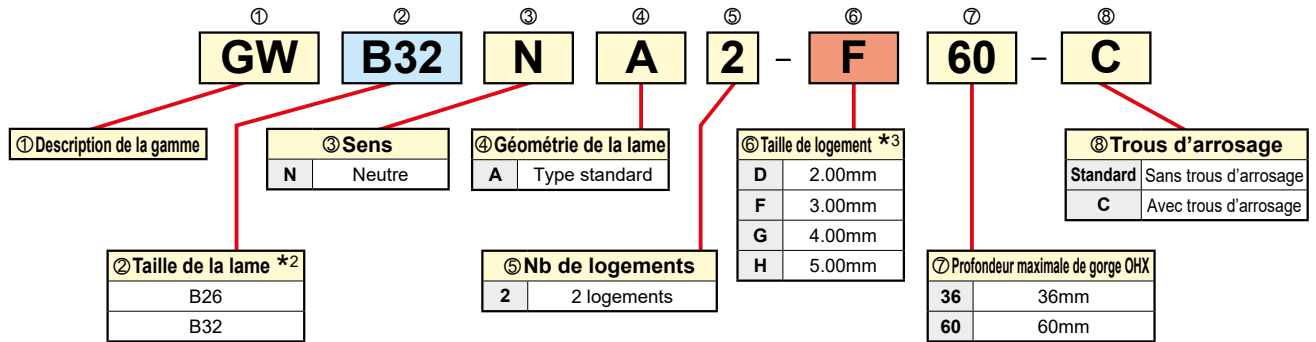 ① ② ③ ④ ⑤ ⑥ ⑦ ⑧
GW B32 N A 2 – F 60 – C
①Description de la gamme
②Taille de la lame *2
B26
B32
③Sens
N Neutre
④Géométrie de la lame
A Type standard
⑤Nb de logements
2 2 logements
⑥Taille de logement *3
D 2.00mm
F 3.00mm
G 4.00mm
H 5.00mm
⑦Profondeur maximale de gorge OHX
36 36mm
60 60mm
⑧Trous d’arrosage
Standard Sans trous d’arrosage
C Avec trous d’arrosage